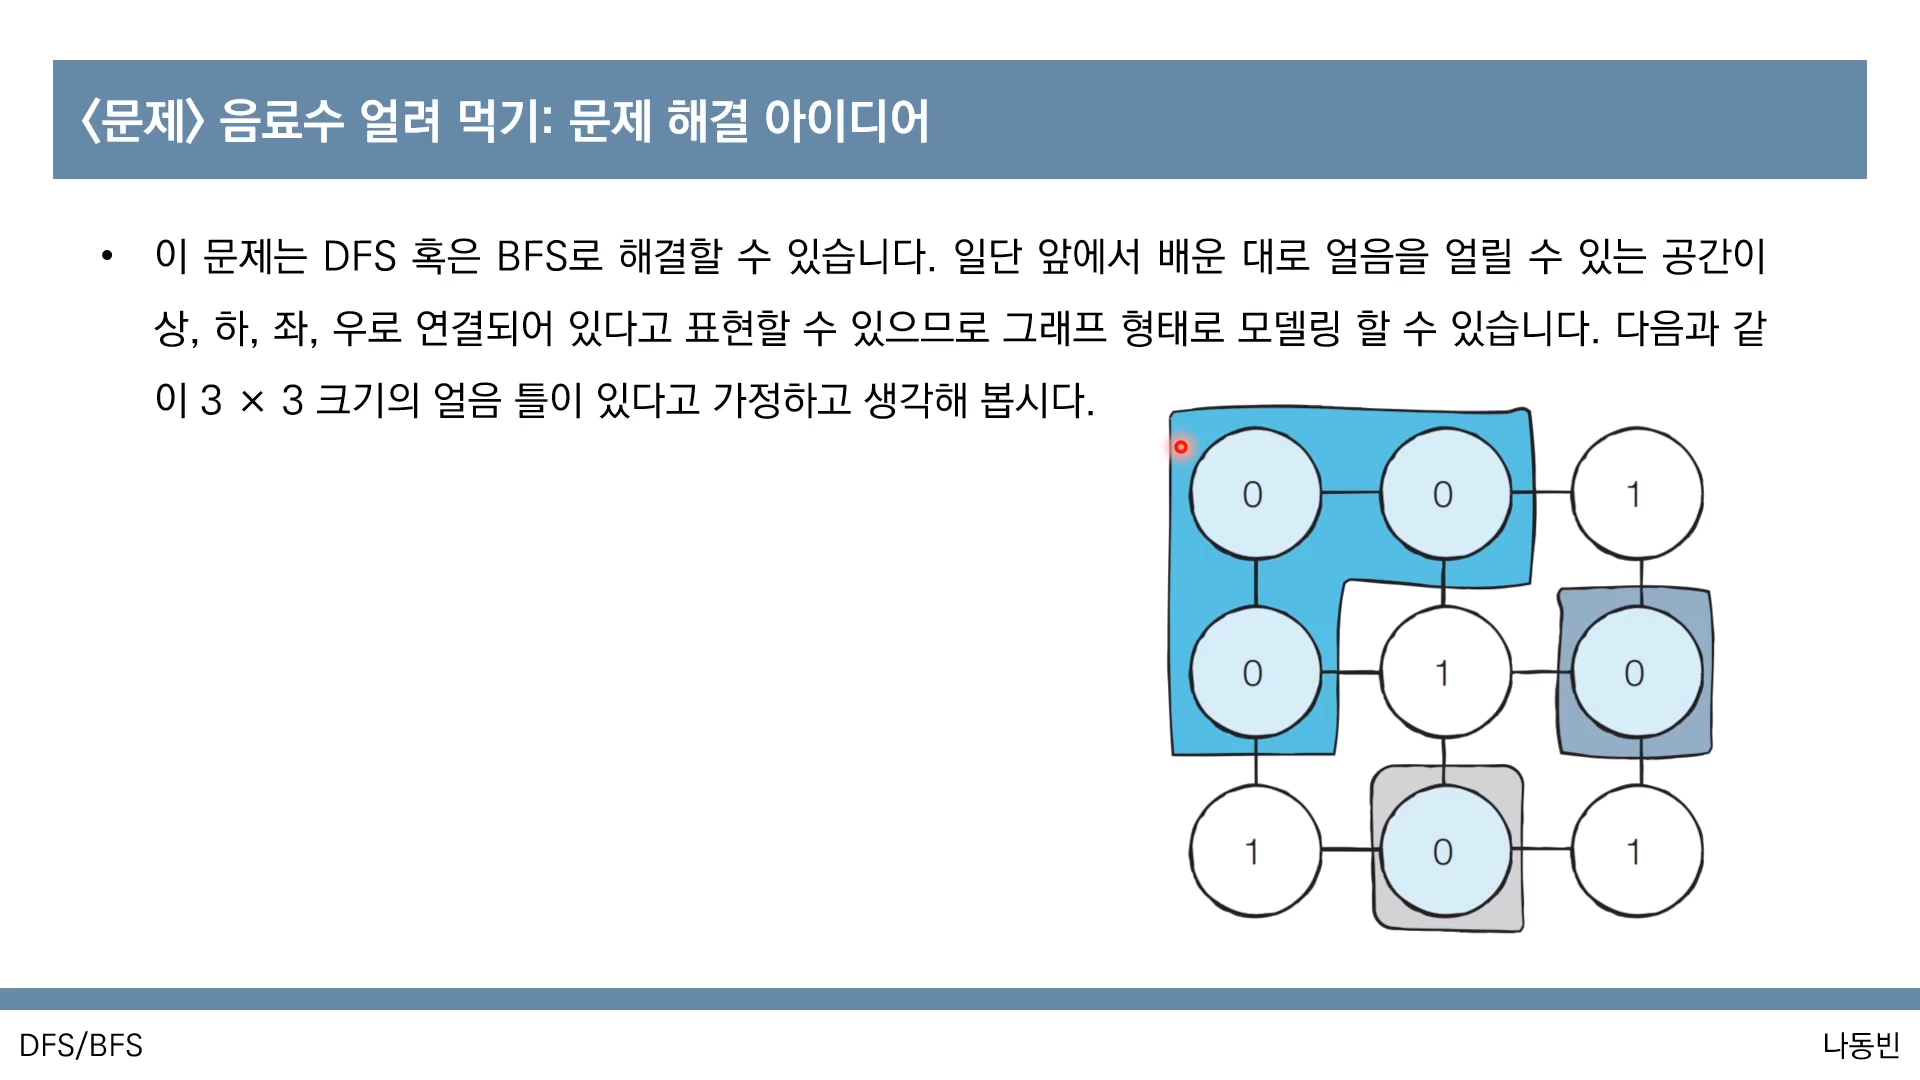 <문제> 음료수 얼려 먹기: 문제 해결 아이디어
• 이 문제는 DFS 혹은 BFS로 해결할 수 있습니다. 일단 앞에서 배운 대로 얼음을 얼릴 수 있는 공간이
상, 하, 좌, 우로 연결되어 있다고 표현할 수 있으므로 그래프 형태로 모델링 할 수 있습니다. 다음과 같
이 3 × 3 크기의 얼음 틀이 있다고 가정하고 생각해 봅시다.
0 0 1
0 1 0
1 0 1
DFS/BFS
나동빈